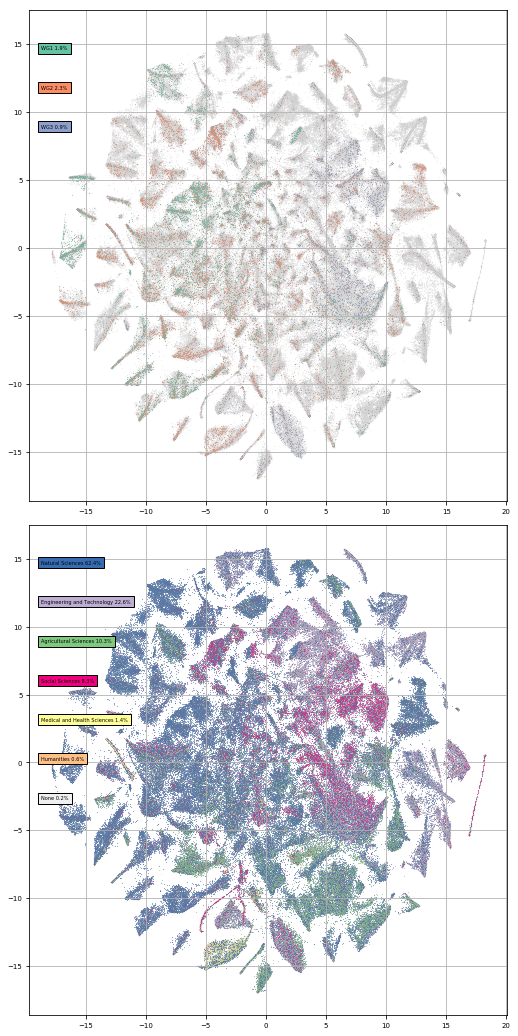 15
10
5
0
−5
−10
−15
WG1 1.9%
WG2 2.3%
WG3 0.9%
−15 −10 −5 0 5 10 15 20
15
10
5
0
−5
−10
−15
Natural Sciences 62.4%
Engineering and Technology 22.6%
Agricultural Sciences 10.3%
Social Sciences 6.3%
Medical and Health Sciences 1.4%
Humanities 0.6%
None 0.2%
−15 −10 −5 0 5 10 15 20